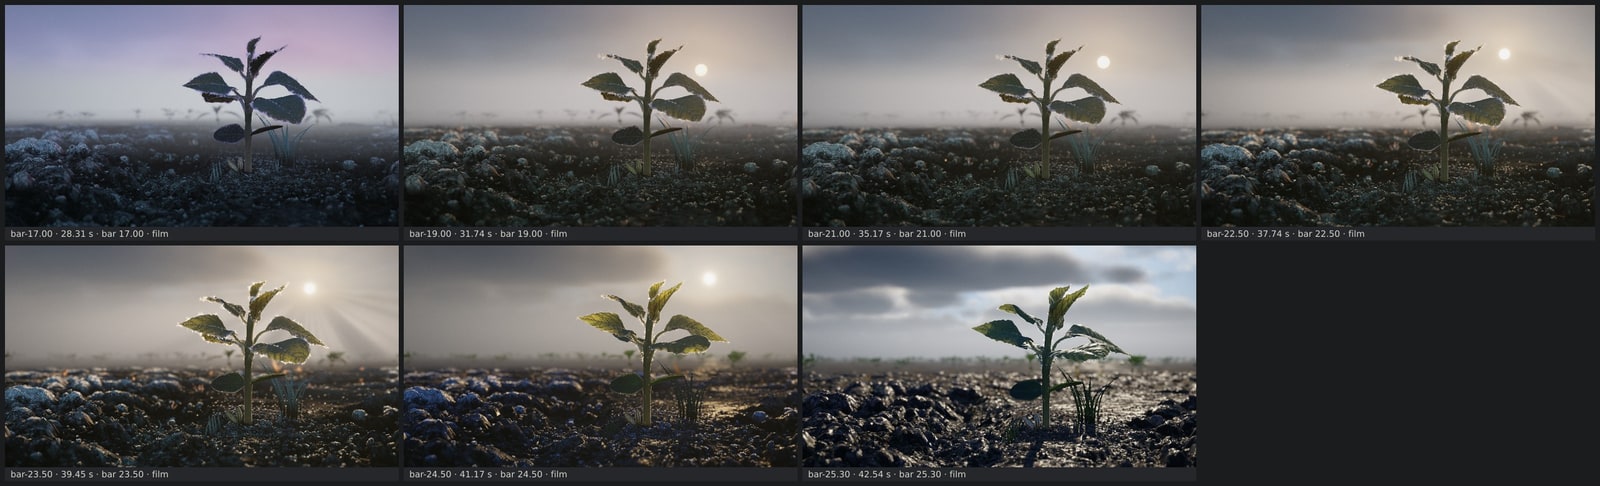 bar-17.00 · 28.31 s · bar 17.00 · film
bar-19.00 · 31.74 s · bar 19.00 · film
bar-21.00 · 35.17 s · bar 21.00 · film
bar-22.50 · 37.74 s · bar 22.50 · film
bar-23.50 · 39.45 s · bar 23.50 · film
bar-24.50 · 41.17 s · bar 24.50 · film
bar-25.30 · 42.54 s · bar 25.30 · film